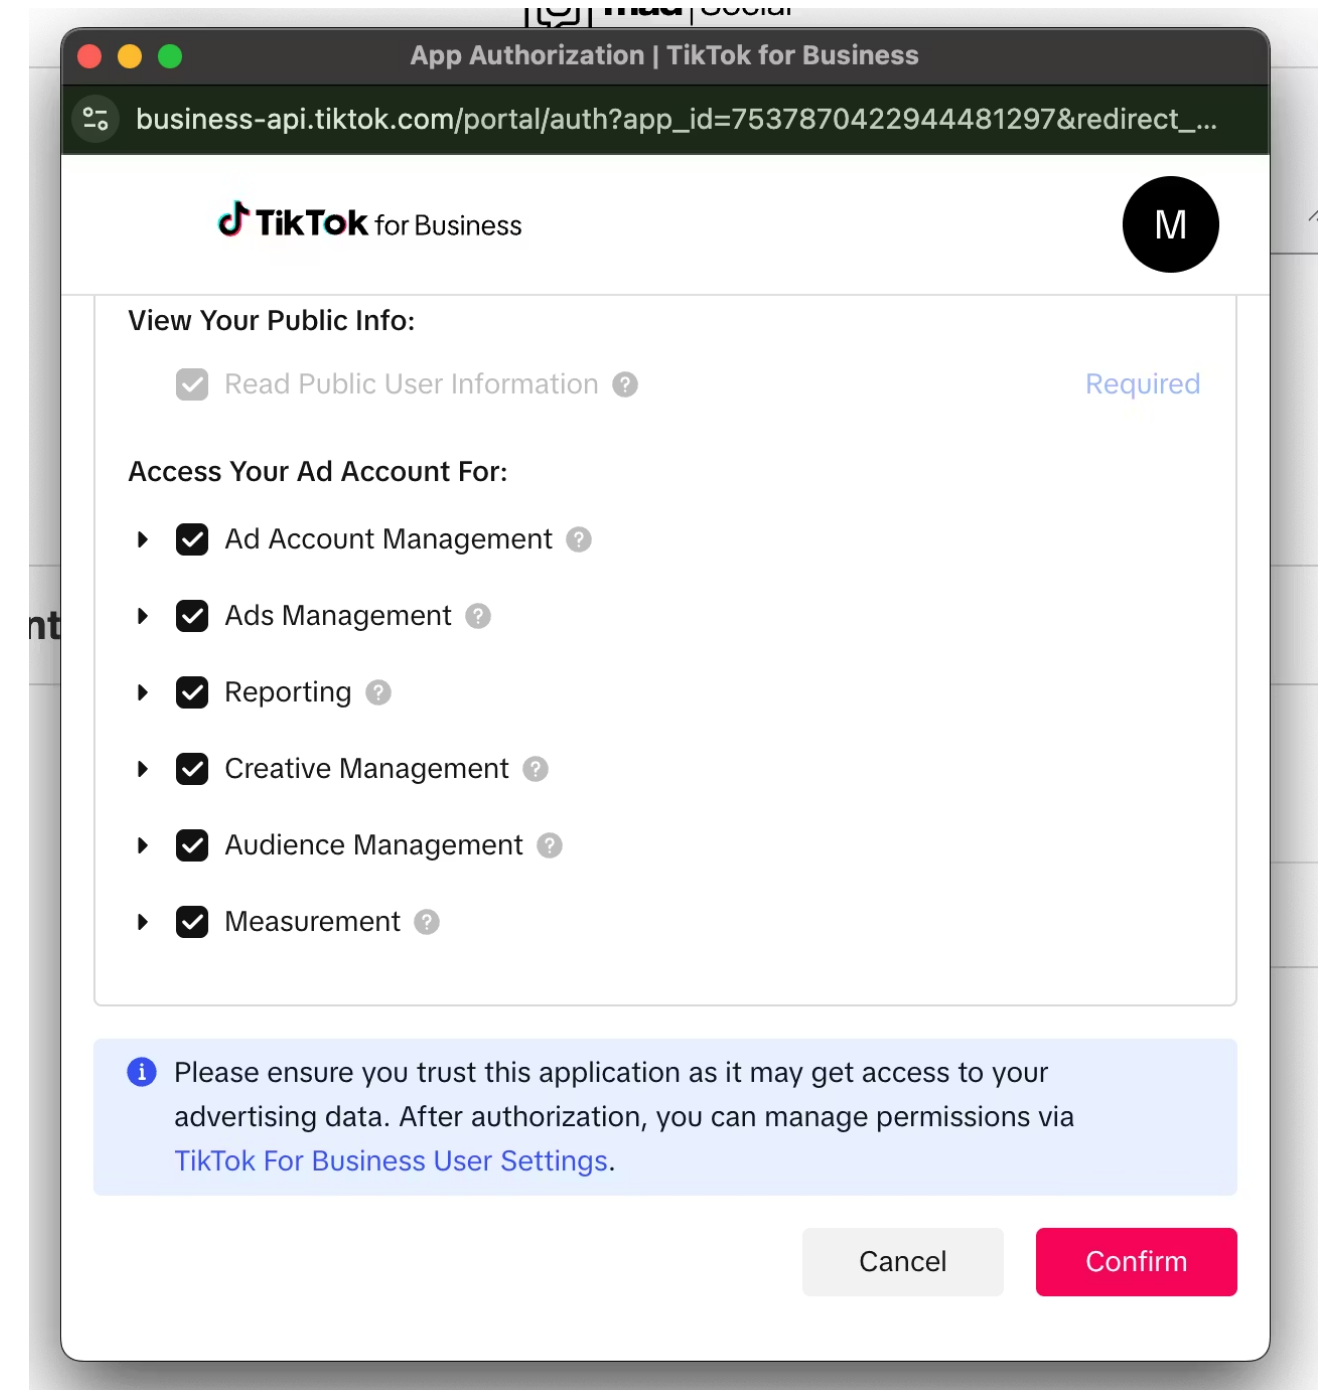 mad|Social
App Authorization | TikTok for Business
business-api.tiktok.com/portal/auth?app_id=7537870422944481297&redirect_...
TikTok for Business
M
View Your Public Info:
Read Public User Information ?
Required
Access Your Ad Account For:
Ad Account Management ?
Ads Management ?
nt
Reporting ?
Creative Management ?
Audience Management ?
Measurement ?
Please ensure you trust this application as it may get access to your
advertising data. After authorization, you can manage permissions via
TikTok For Business User Settings.
Cancel
Confirm